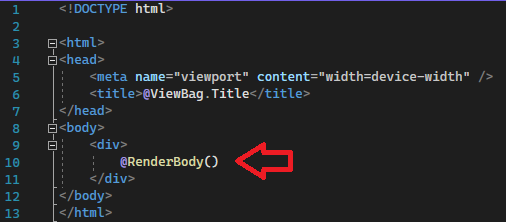 1 <!DOCTYPE html>
2
3 <html>
4 <head>
5 <meta name="viewport" content="width=device-width" />
6 <title>@ViewBag.Title</title>
7 </head>
8 <body>
9 <div>
10 @RenderBody()
11 </div>
12 </body>
13 </html>